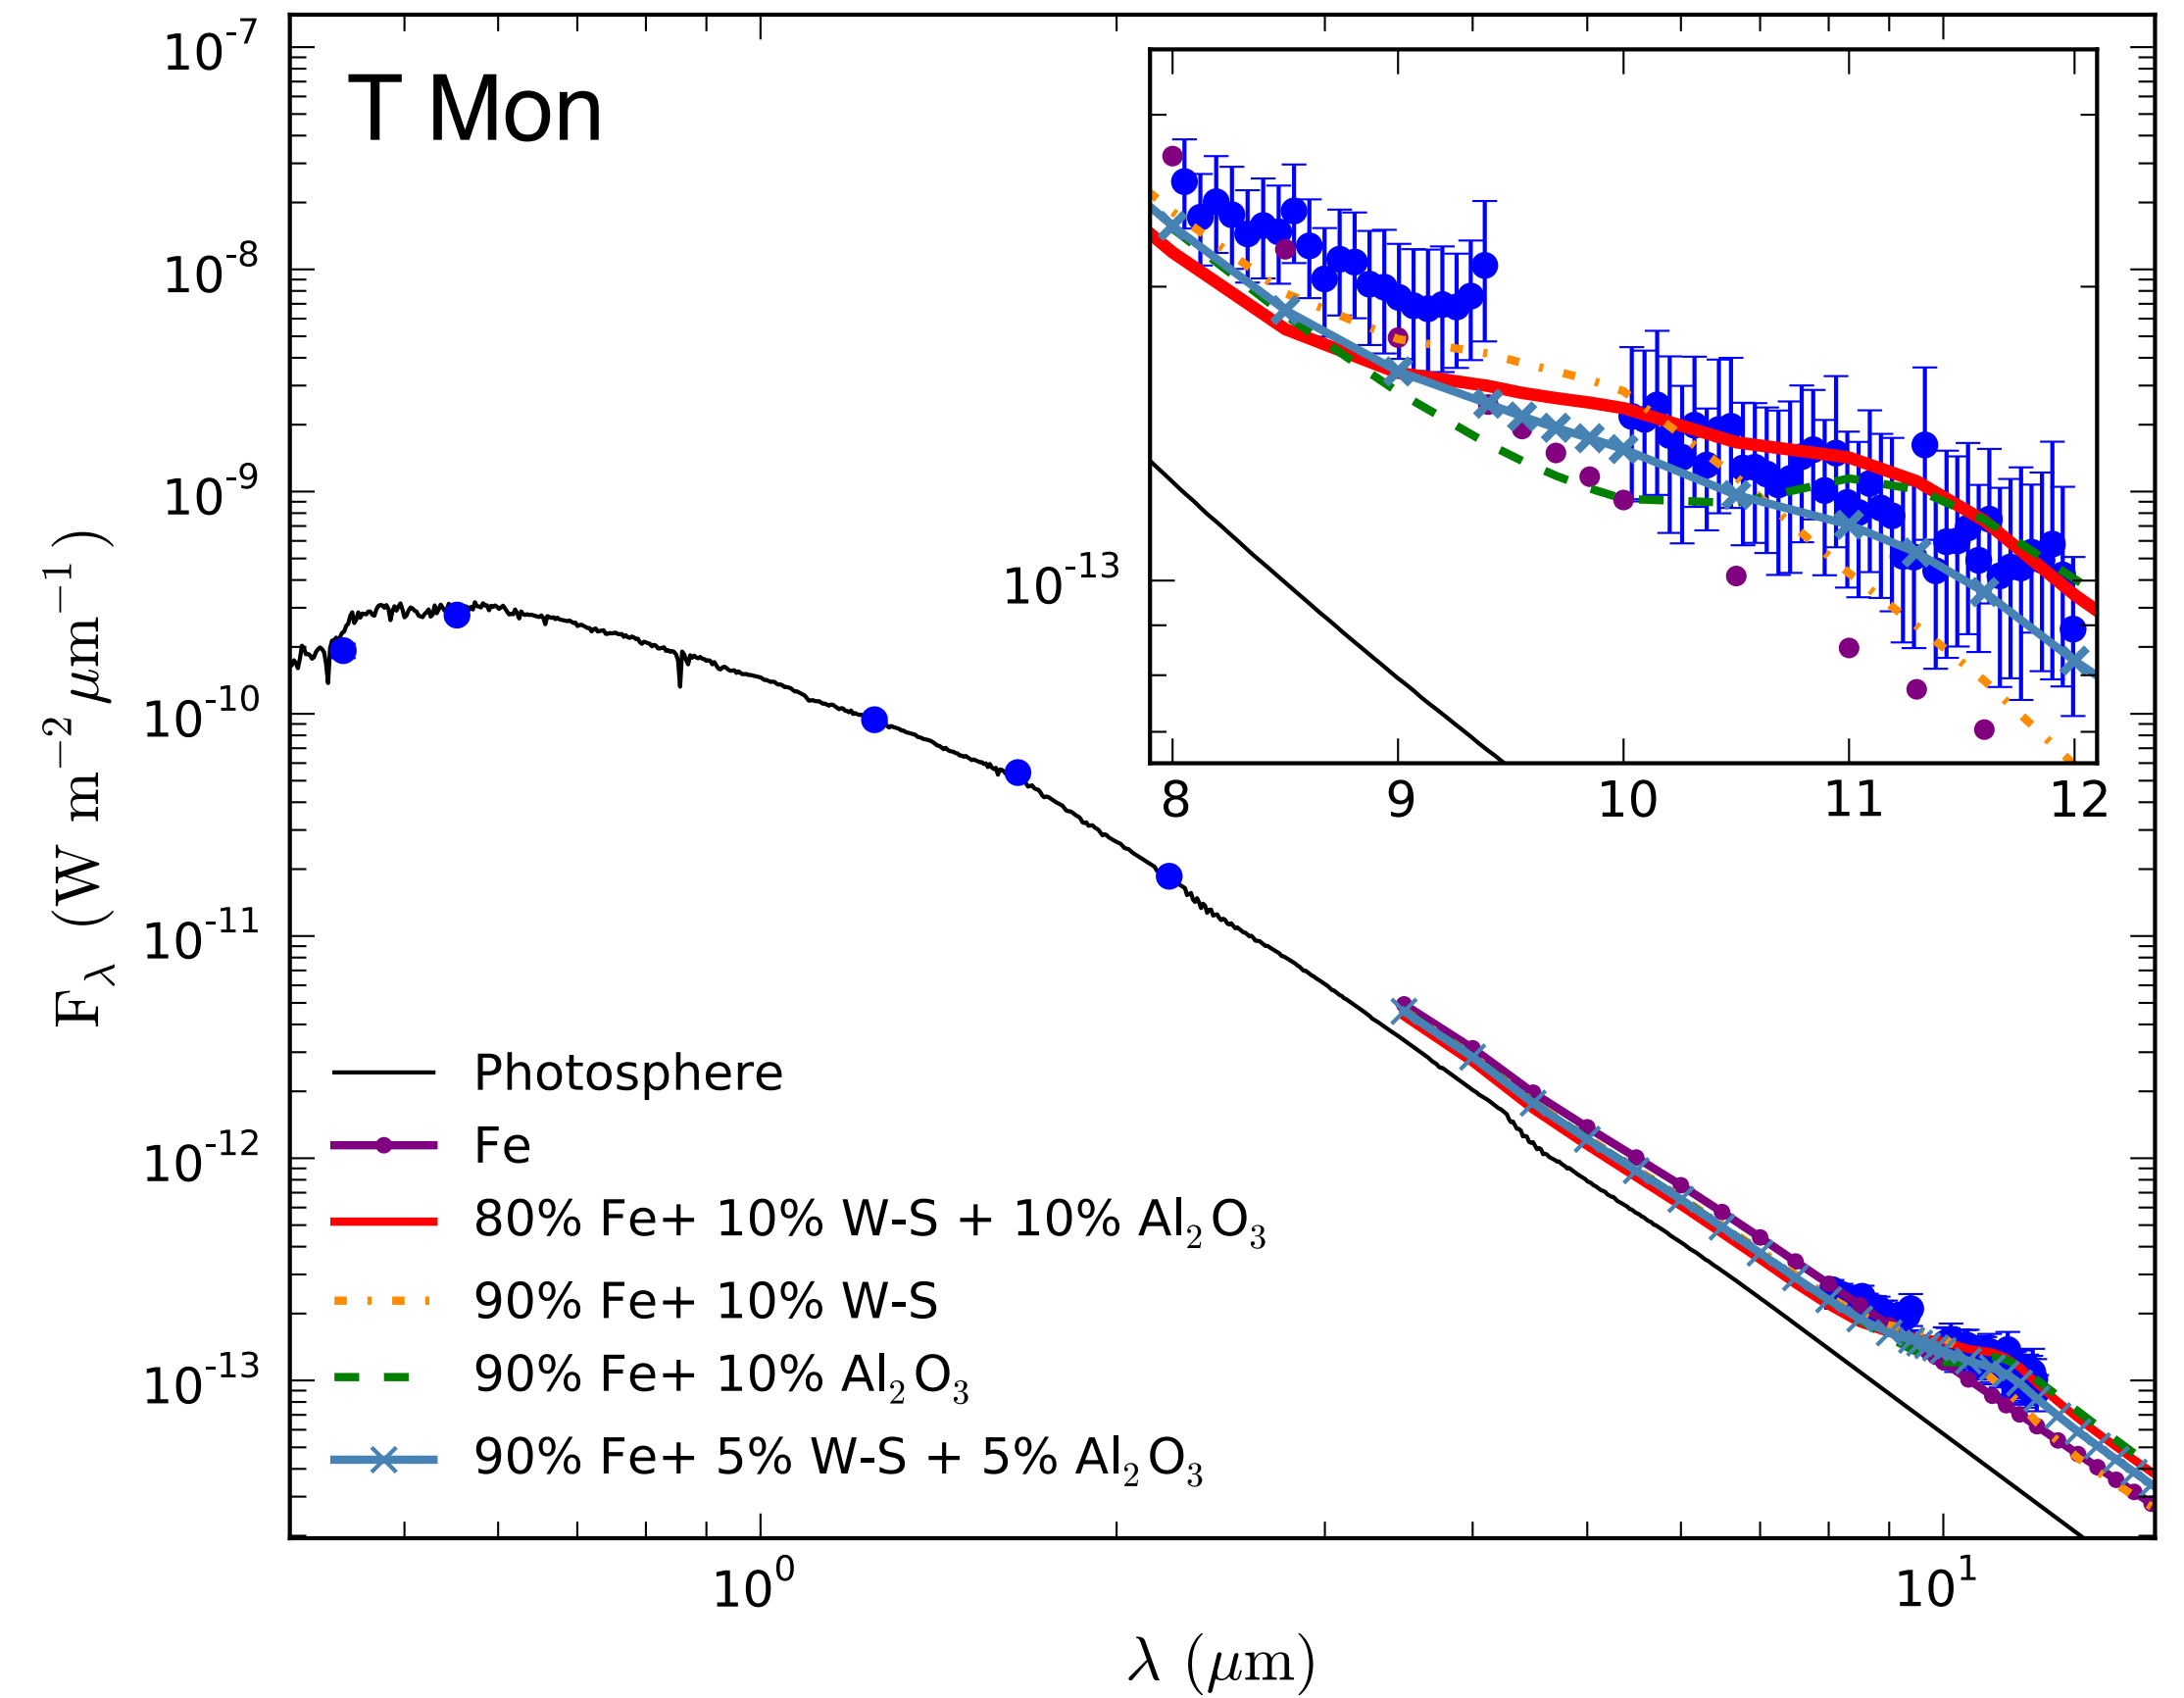 T Mon
10-7
10-8
10-9
10-10
10-11
10-12
10-13
Fλ (W m−2 μm−1)
10-13
8 9 10 11 12
Photosphere
Fe
80% Fe+ 10% W-S + 10% Al2O3
90% Fe+ 10% W-S
90% Fe+ 10% Al2O3
90% Fe+ 5% W-S + 5% Al2O3
100 101
λ (μm)